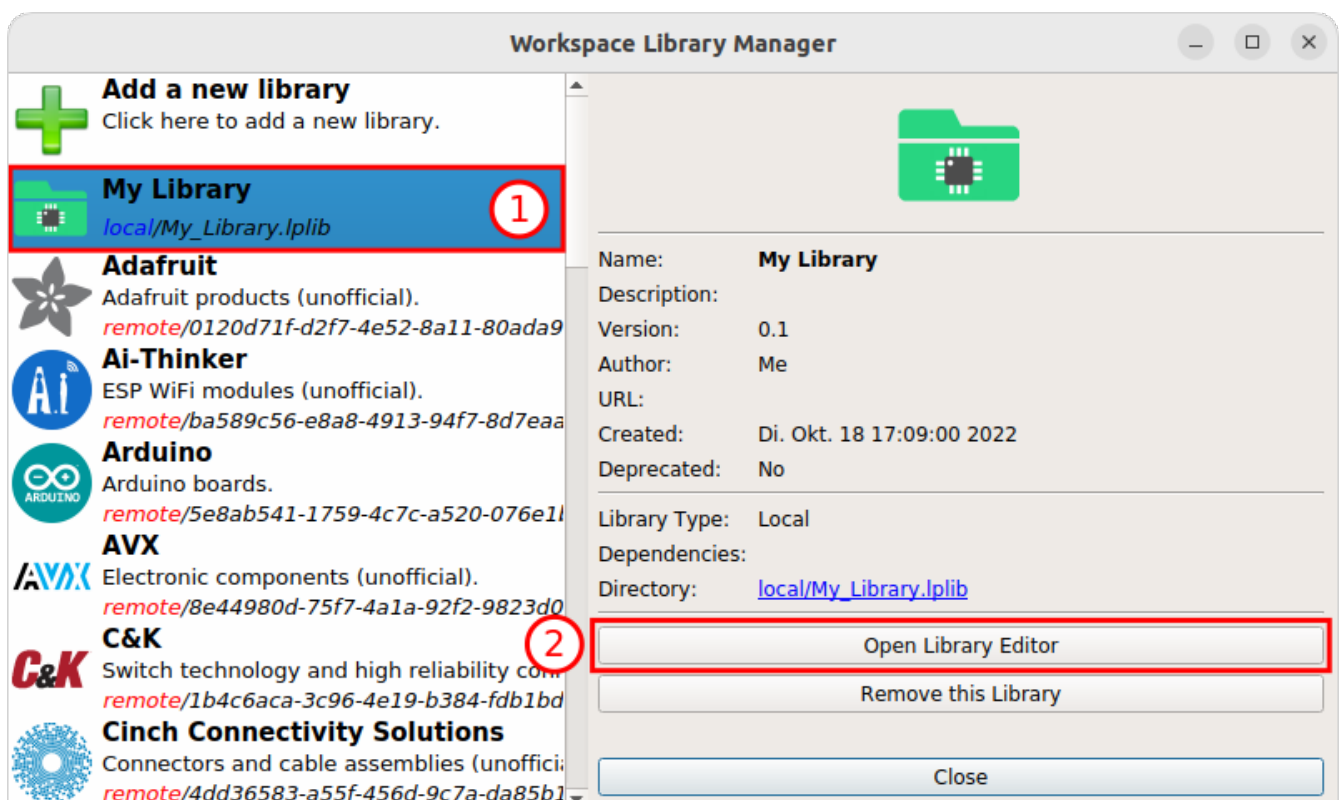 Workspace Library Manager
Add a new library
Click here to add a new library.
My Library
local/My_Library.lplib
1
Adafruit
Adafruit products (unofficial).
remote/0120d71f-d2f7-4e52-8a11-80ada9
Ai-Thinker
ESP WiFi modules (unofficial).
remote/ba589c56-e8a8-4913-94f7-8d7eaa
Arduino
Arduino boards.
remote/5e8ab541-1759-4c7c-a520-076e1
AVX
Electronic components (unofficial).
remote/8e44980d-75f7-4a1a-92f2-9823d0
C&K
Switch technology and high reliability
remote/1b4c6aca-3c96-4e19-b384-fdb1bd
Cinch Connectivity Solutions
Connectors and cable assemblies (unoffici
remote/4dd36583-a55f-456d-9c7a-da85b1
A.i
ARDUINO
AVX
C&K
Name: My Library
Description:
Version: 0.1
Author: Me
URL:
Created: Di. Okt. 18 17:09:00 2022
Deprecated: No
Library Type: Local
Dependencies:
Directory: local/My_Library.lplib
2
Open Library Editor
Remove this Library
Close